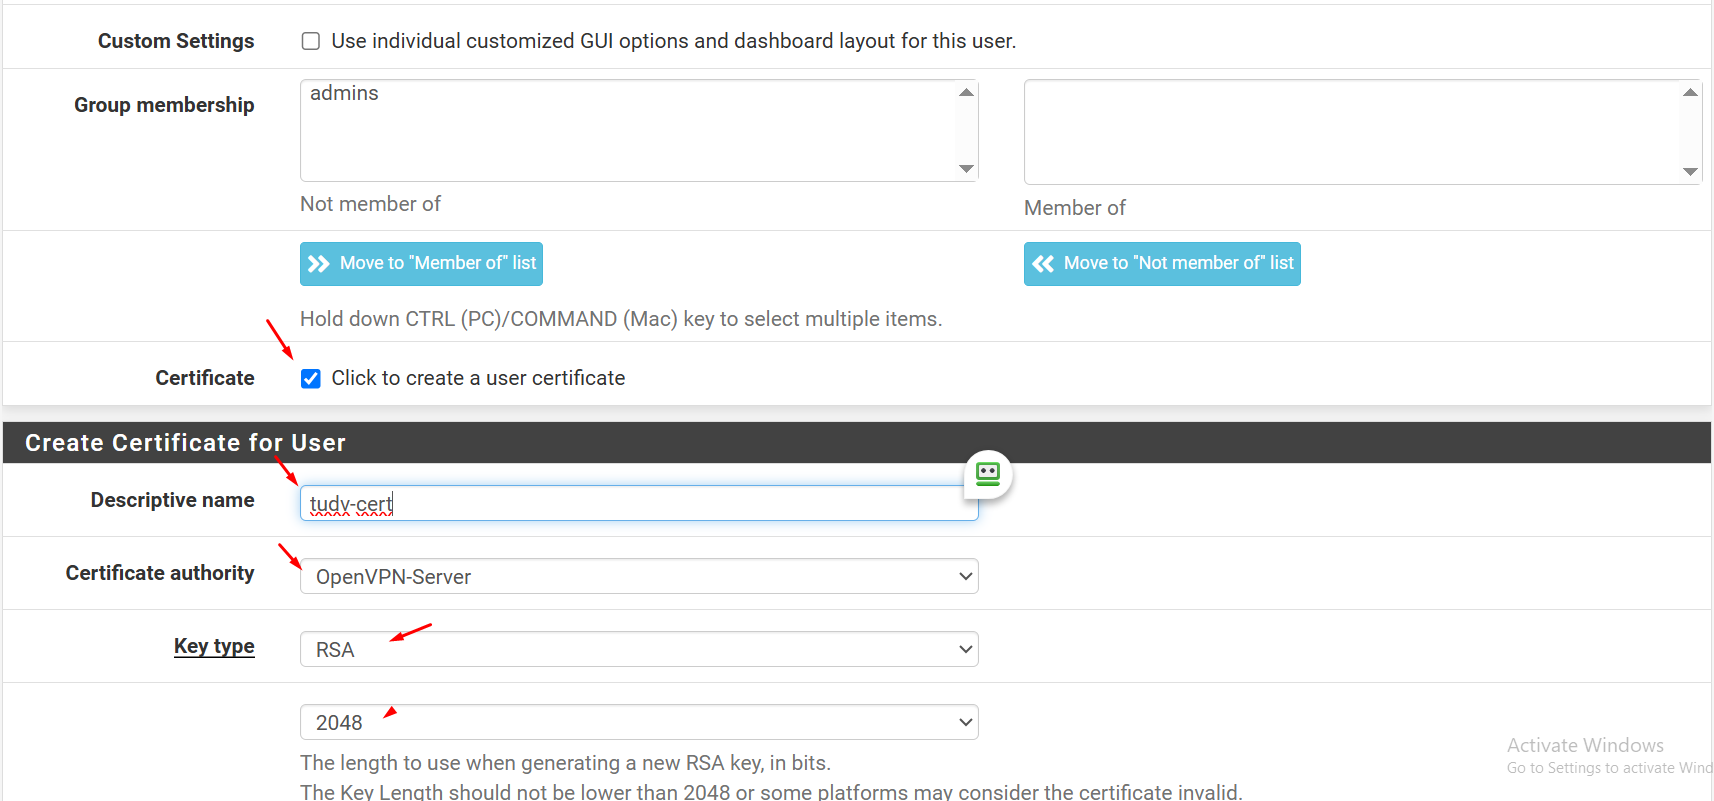 Custom Settings
Use individual customized GUI options and dashboard layout for this user.
Group membership
admins
Not member of
Member of
Move to "Member of" list
Move to "Not member of" list
Hold down CTRL (PC)/COMMAND (Mac) key to select multiple items.
Certificate
Click to create a user certificate
Create Certificate for User
Descriptive name
tudv-cert
Certificate authority
OpenVPN-Server
Key type
RSA
2048
The length to use when generating a new RSA key, in bits.
The Key Length should not be lower than 2048 or some platforms may consider the certificate invalid.
Activate Windows
Go to Settings to activate Wind